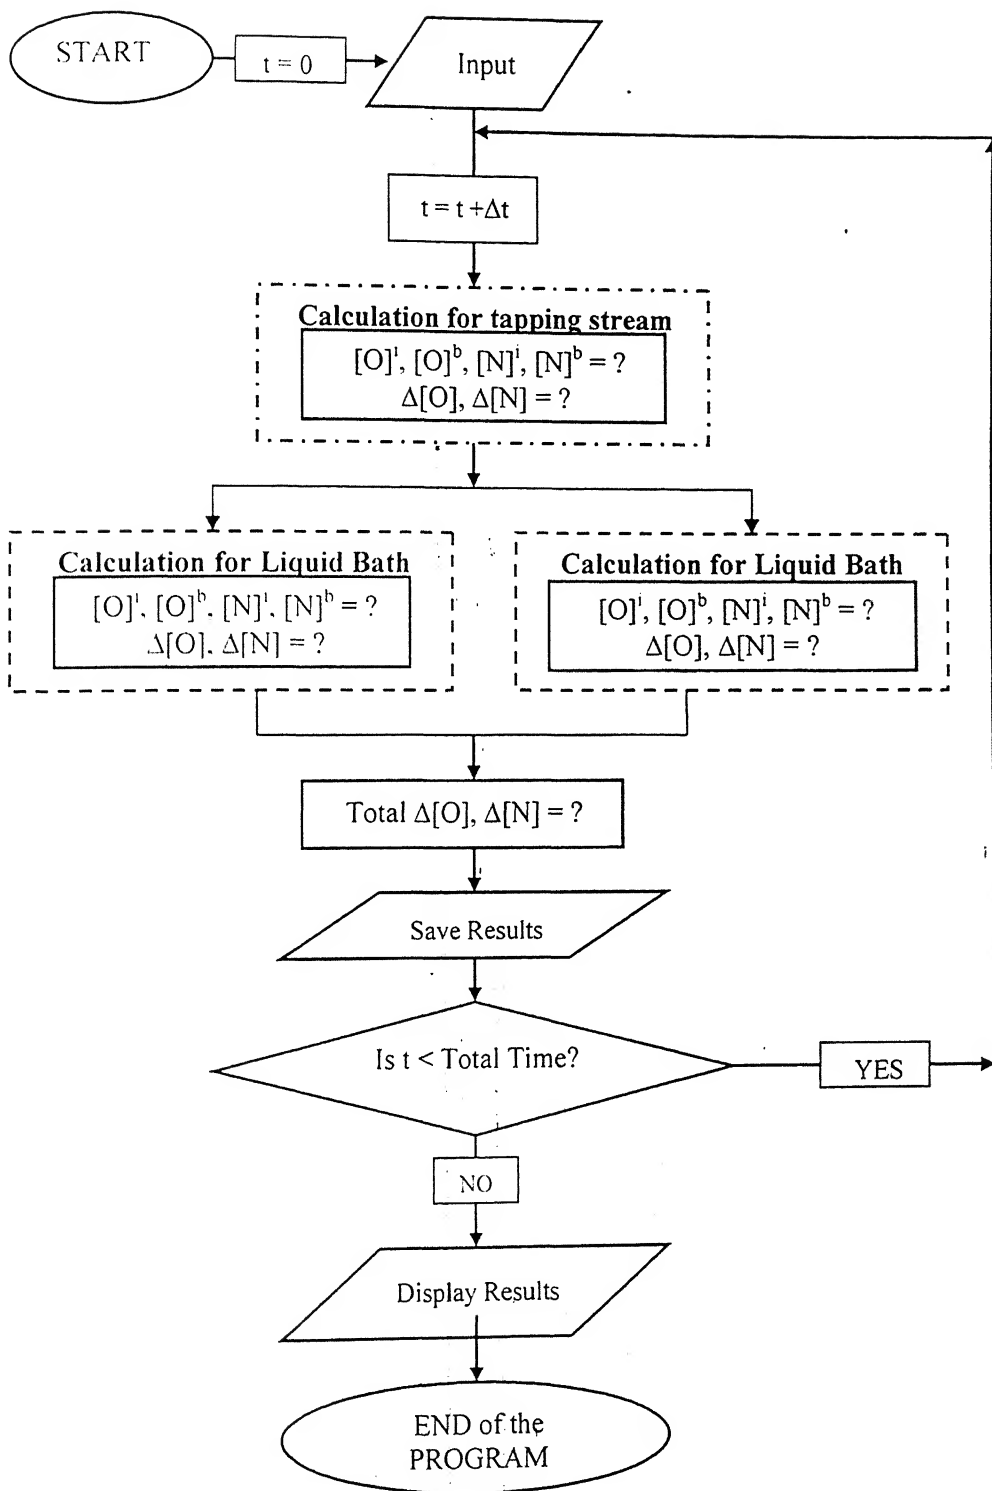 START
t = 0
Input
t = t +Δt
Calculation for tapping stream
[O]ⁱ, [O]ᵇ, [N]ⁱ, [N]ᵇ = ?
Δ[O], Δ[N] = ?
Calculation for Liquid Bath
[O]ⁱ, [O]ᵇ, [N]ⁱ, [N]ᵇ = ?
Δ[O], Δ[N] = ?
Calculation for Liquid Bath
[O]ⁱ, [O]ᵇ, [N]ⁱ, [N]ᵇ = ?
Δ[O], Δ[N] = ?
Total Δ[O], Δ[N] = ?
Save Results
Is t < Total Time?
YES
NO
Display Results
END of the
PROGRAM